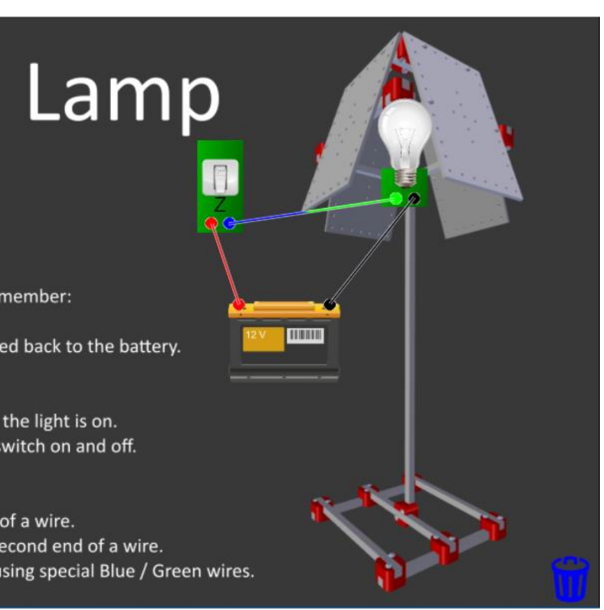 Lamp
Z
member:
ed back to the battery.
12 V
the light is on.
switch on and off.
of a wire.
econd end of a wire.
using special Blue / Green wires.